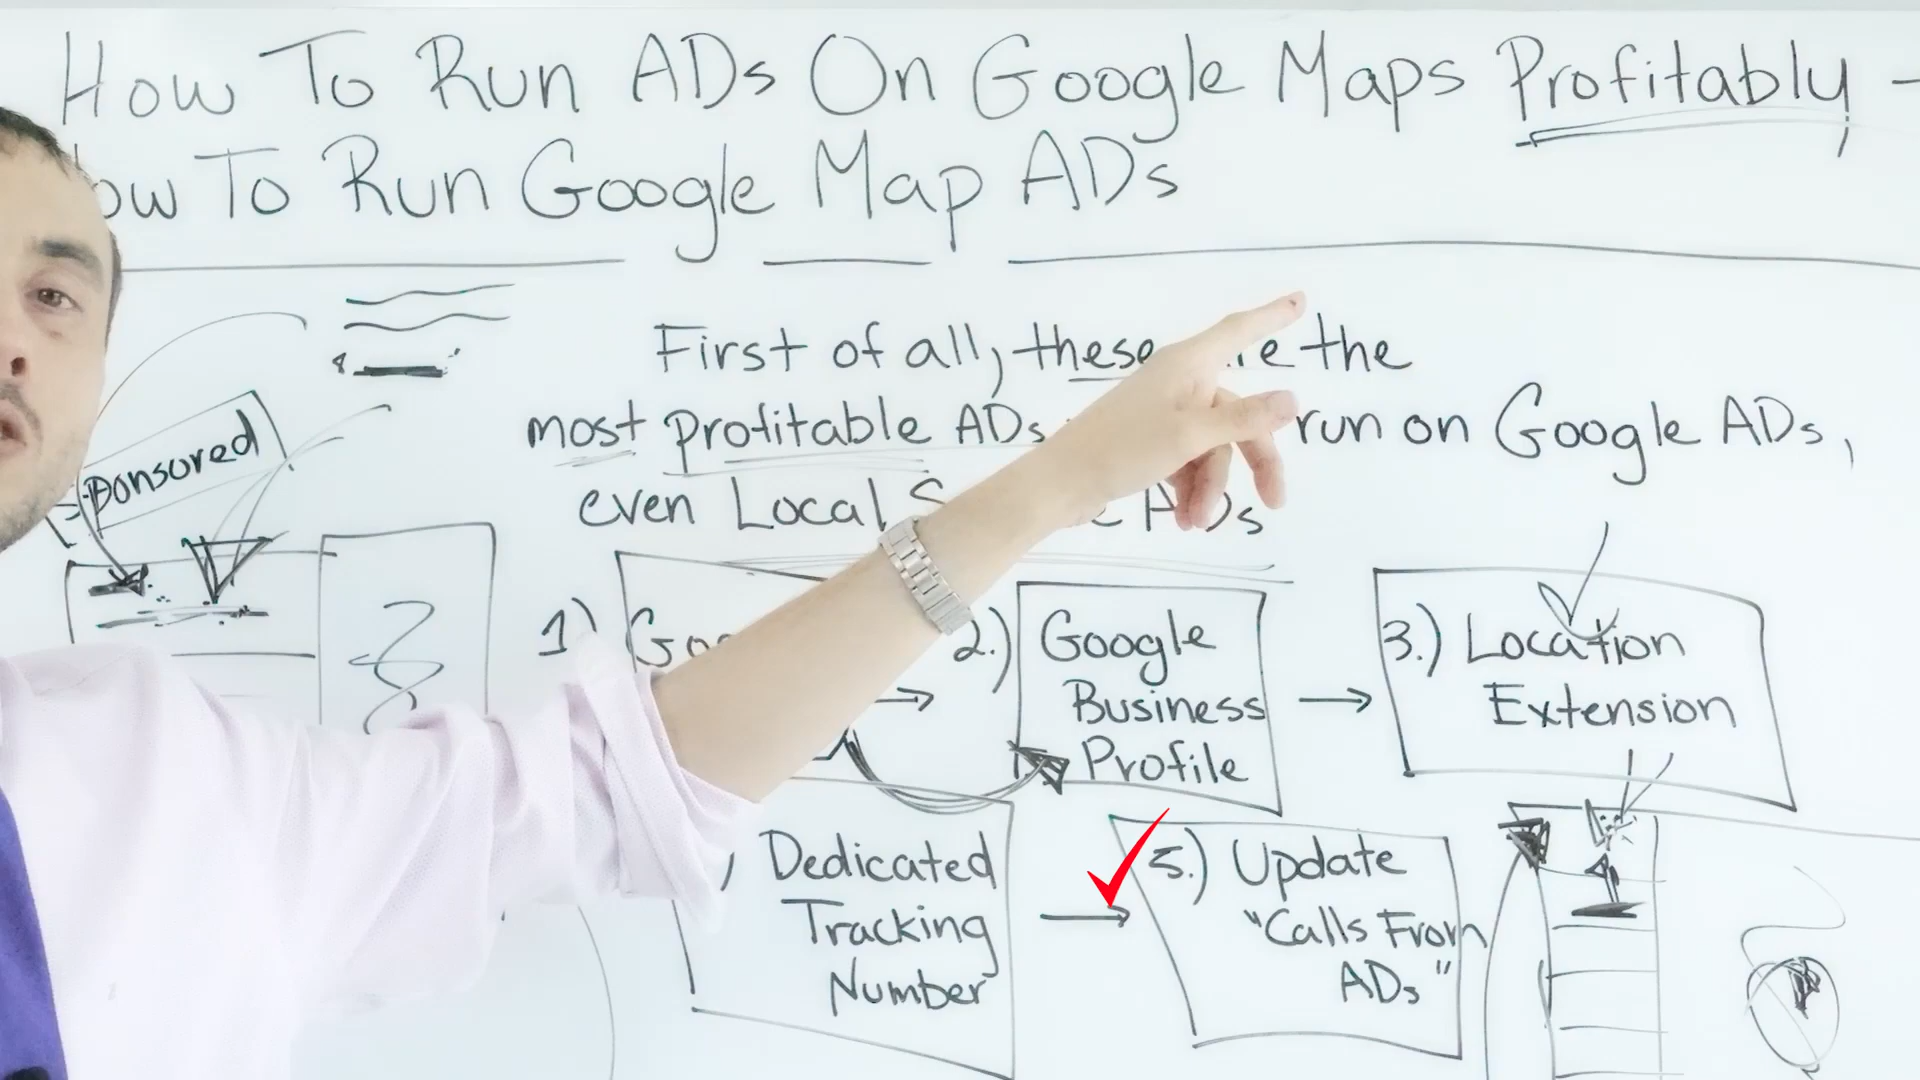 How To Run ADs On Google Maps Profitably -
ow To Run Google Map ADs
First of all, these the
most profitable ADs run on Google ADs,
even Local ADs
ponsored
1)
2.) Google
Business
Profile
3.) Location
Extension
Dedicated
Tracking
Number
5.) Update
"Calls From
ADs"